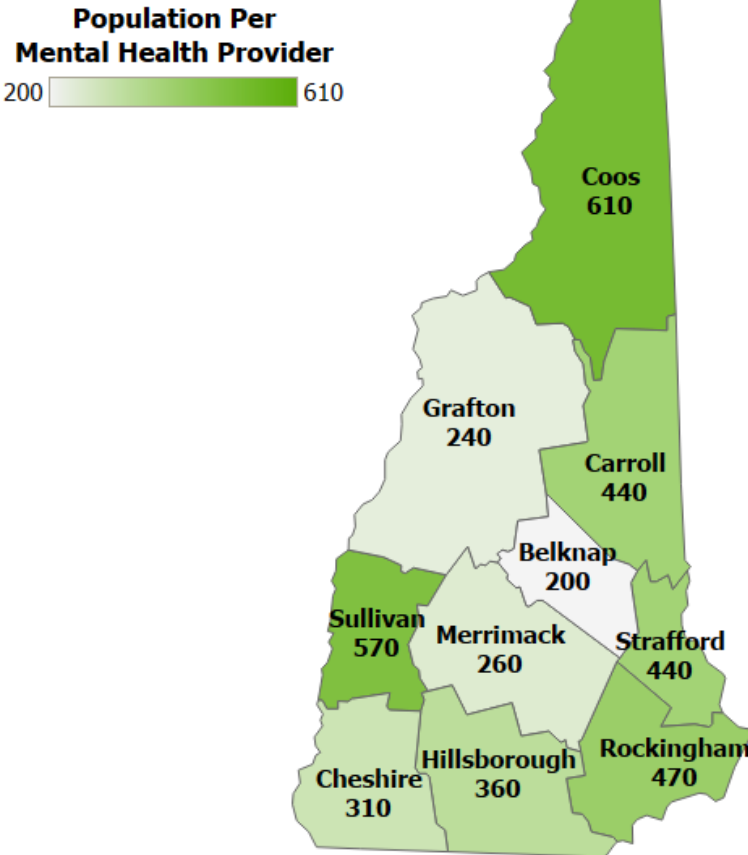 Population Per
Mental Health Provider
200 610
Coos
610
Grafton
240
Carroll
440
Belknap
200
Sullivan
570
Merrimack
260
Strafford
440
Rockingham
470
Hillsborough
360
Cheshire
310